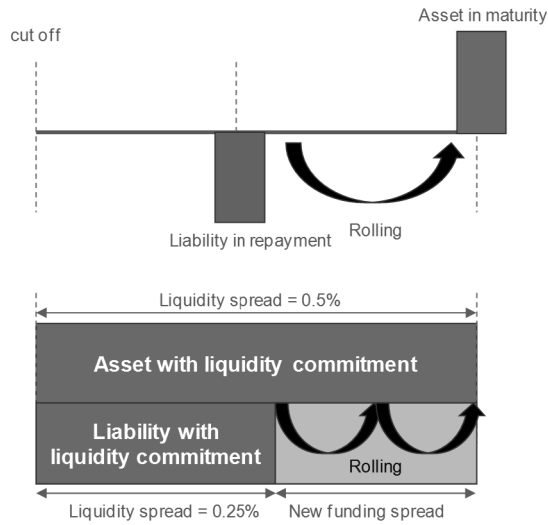 Asset in maturity
cut off
Liability in repayment
Rolling
Liquidity spread = 0.5%
Asset with liquidity commitment
Liability with
liquidity commitment
Rolling
Liquidity spread = 0.25%
New funding spread